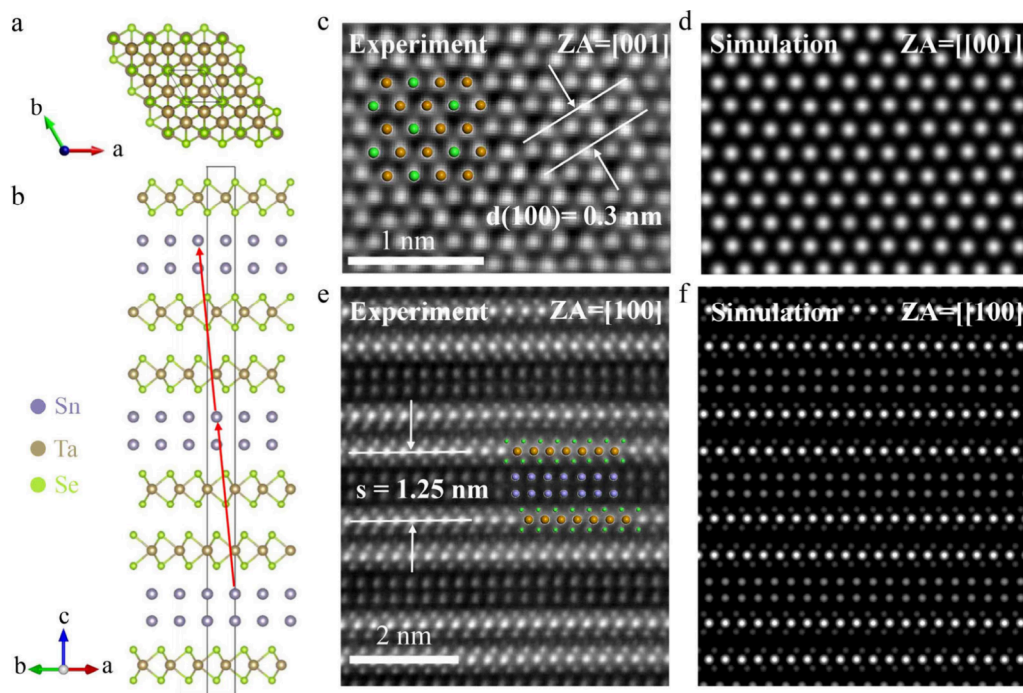 a
b
a
b
Sn
Ta
Se
c
b
a
c
Experiment
ZA=[001]
d(100)= 0.3 nm
1 nm
d
Simulation
ZA=[[001]
e
Experiment
ZA=[100]
s = 1.25 nm
2 nm
f
Simulation
ZA=[[100]